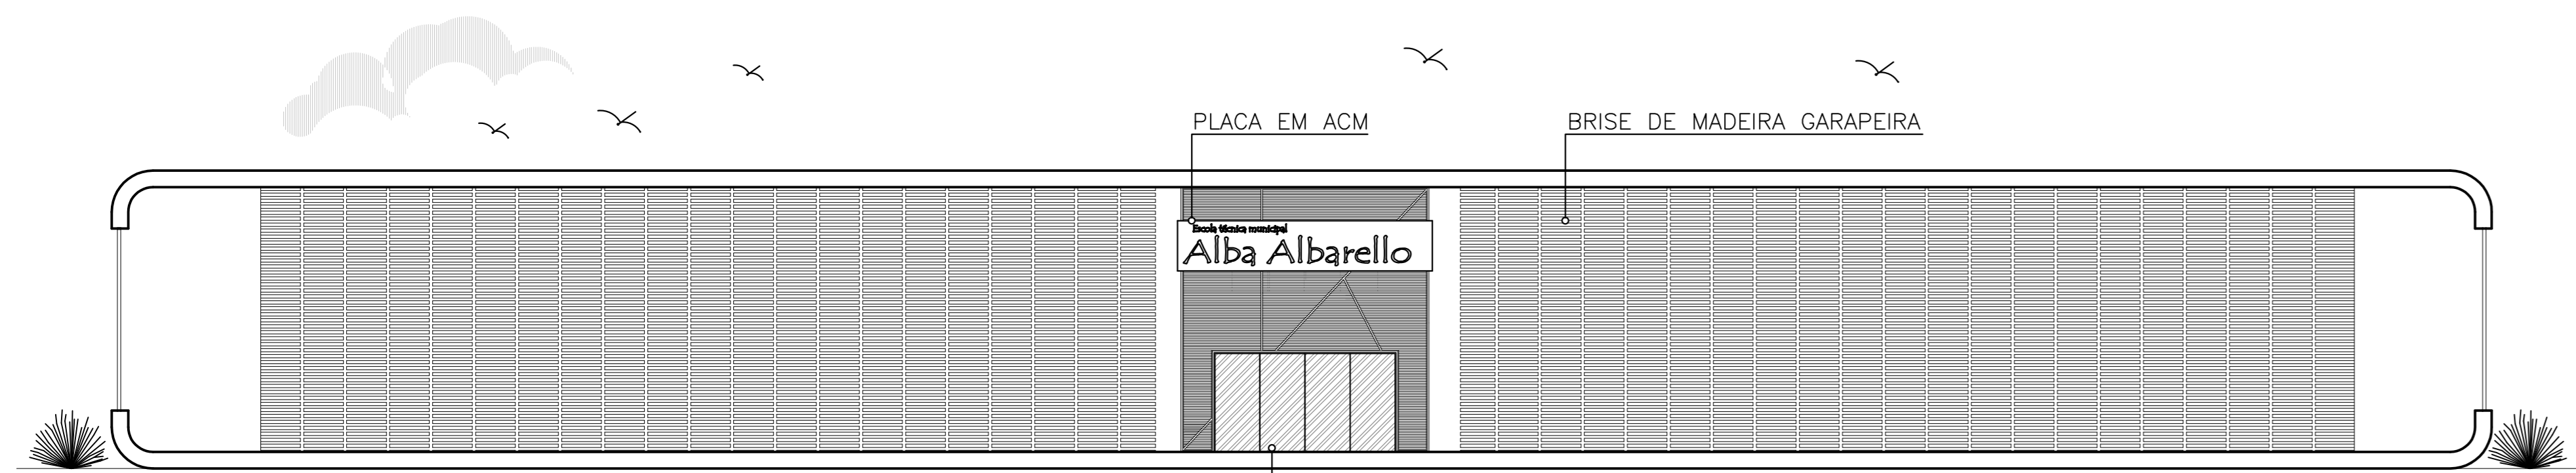 PLACA EM ACM
BRISE DE MADEIRA GARAPEIRA
Escola técnica municipal
Alba Albarello